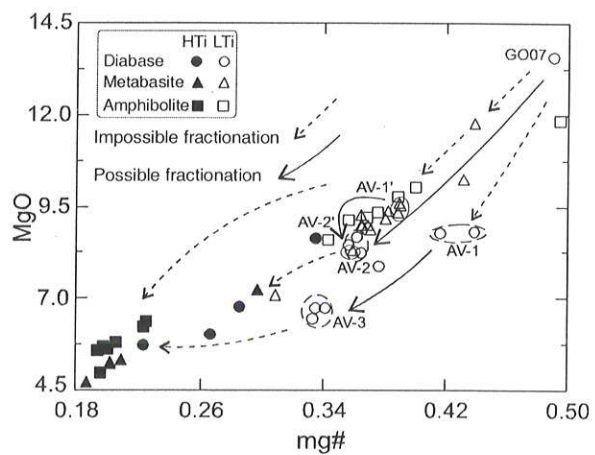 14.5
HTi LTi
Diabase
Metabasite
Amphibolite
GO07
12.0
Impossible fractionation
Possible fractionation
AV-1'
9.5
AV-2'
AV-1
AV-2
MgO
7.0
AV-3
4.5
0.18 0.26 0.34 0.42 0.50
mg#